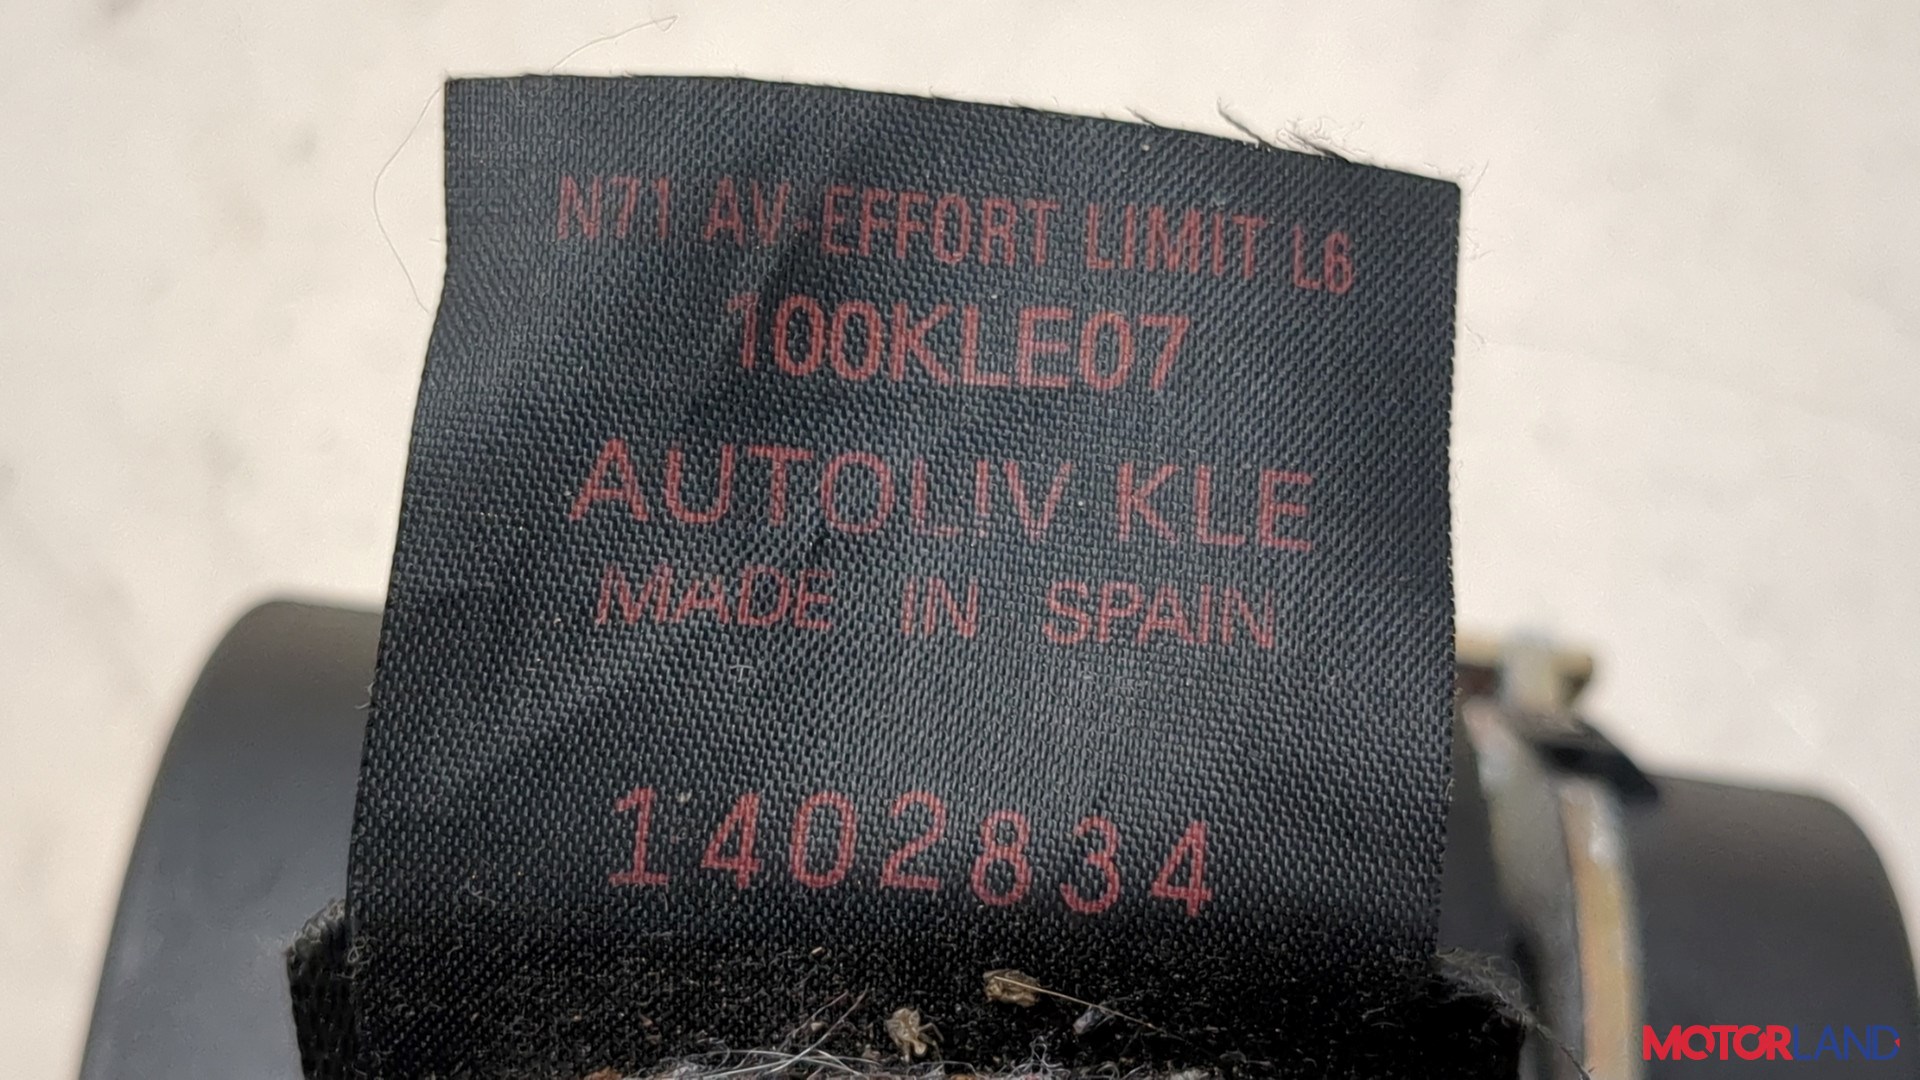 N71 AV-EFFORT LIMIT L6
100KLE07
AUTOLIV KLE
MADE IN SPAIN
1402834
MOTORLAND